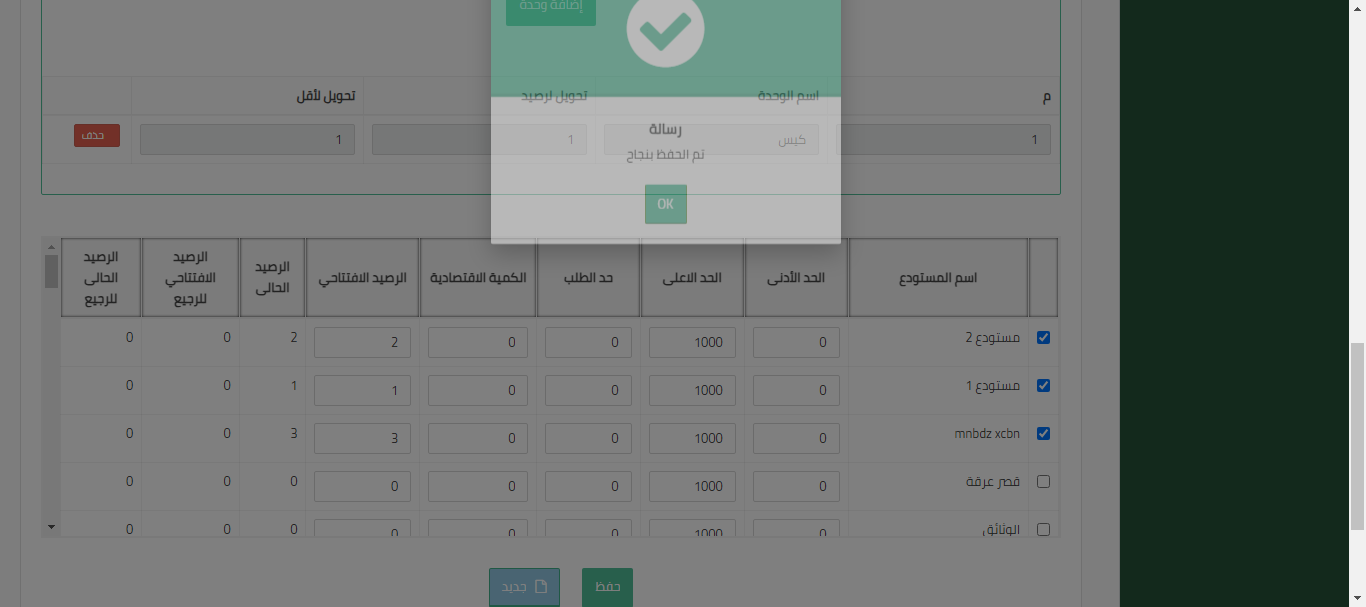 إضافة وحدة
م اسم الوحدة تحويل لرصيد تحويل لأقل
1 كيس 1 1 حذف
رسالة
تم الحفظ بنجاح
OK
اسم المستودع الحد الأدنى الحد الاعلى حد الطلب الكمية الاقتصادية الرصيد الافتتاحي الرصيد الحالى الرصيد الافتتاحي للرجيع الرصيد الحالى للرجيع
مستودع 2 0 1000 0 0 2 2 0 0
مستودع 1 0 1000 0 0 1 1 0 0
mnbdz xcbn 0 1000 0 0 3 3 0 0
قصر عرقة 0 1000 0 0 0 0 0 0
الوثائق 0 1000 0 0 0 0 0 0
حفظ جديد